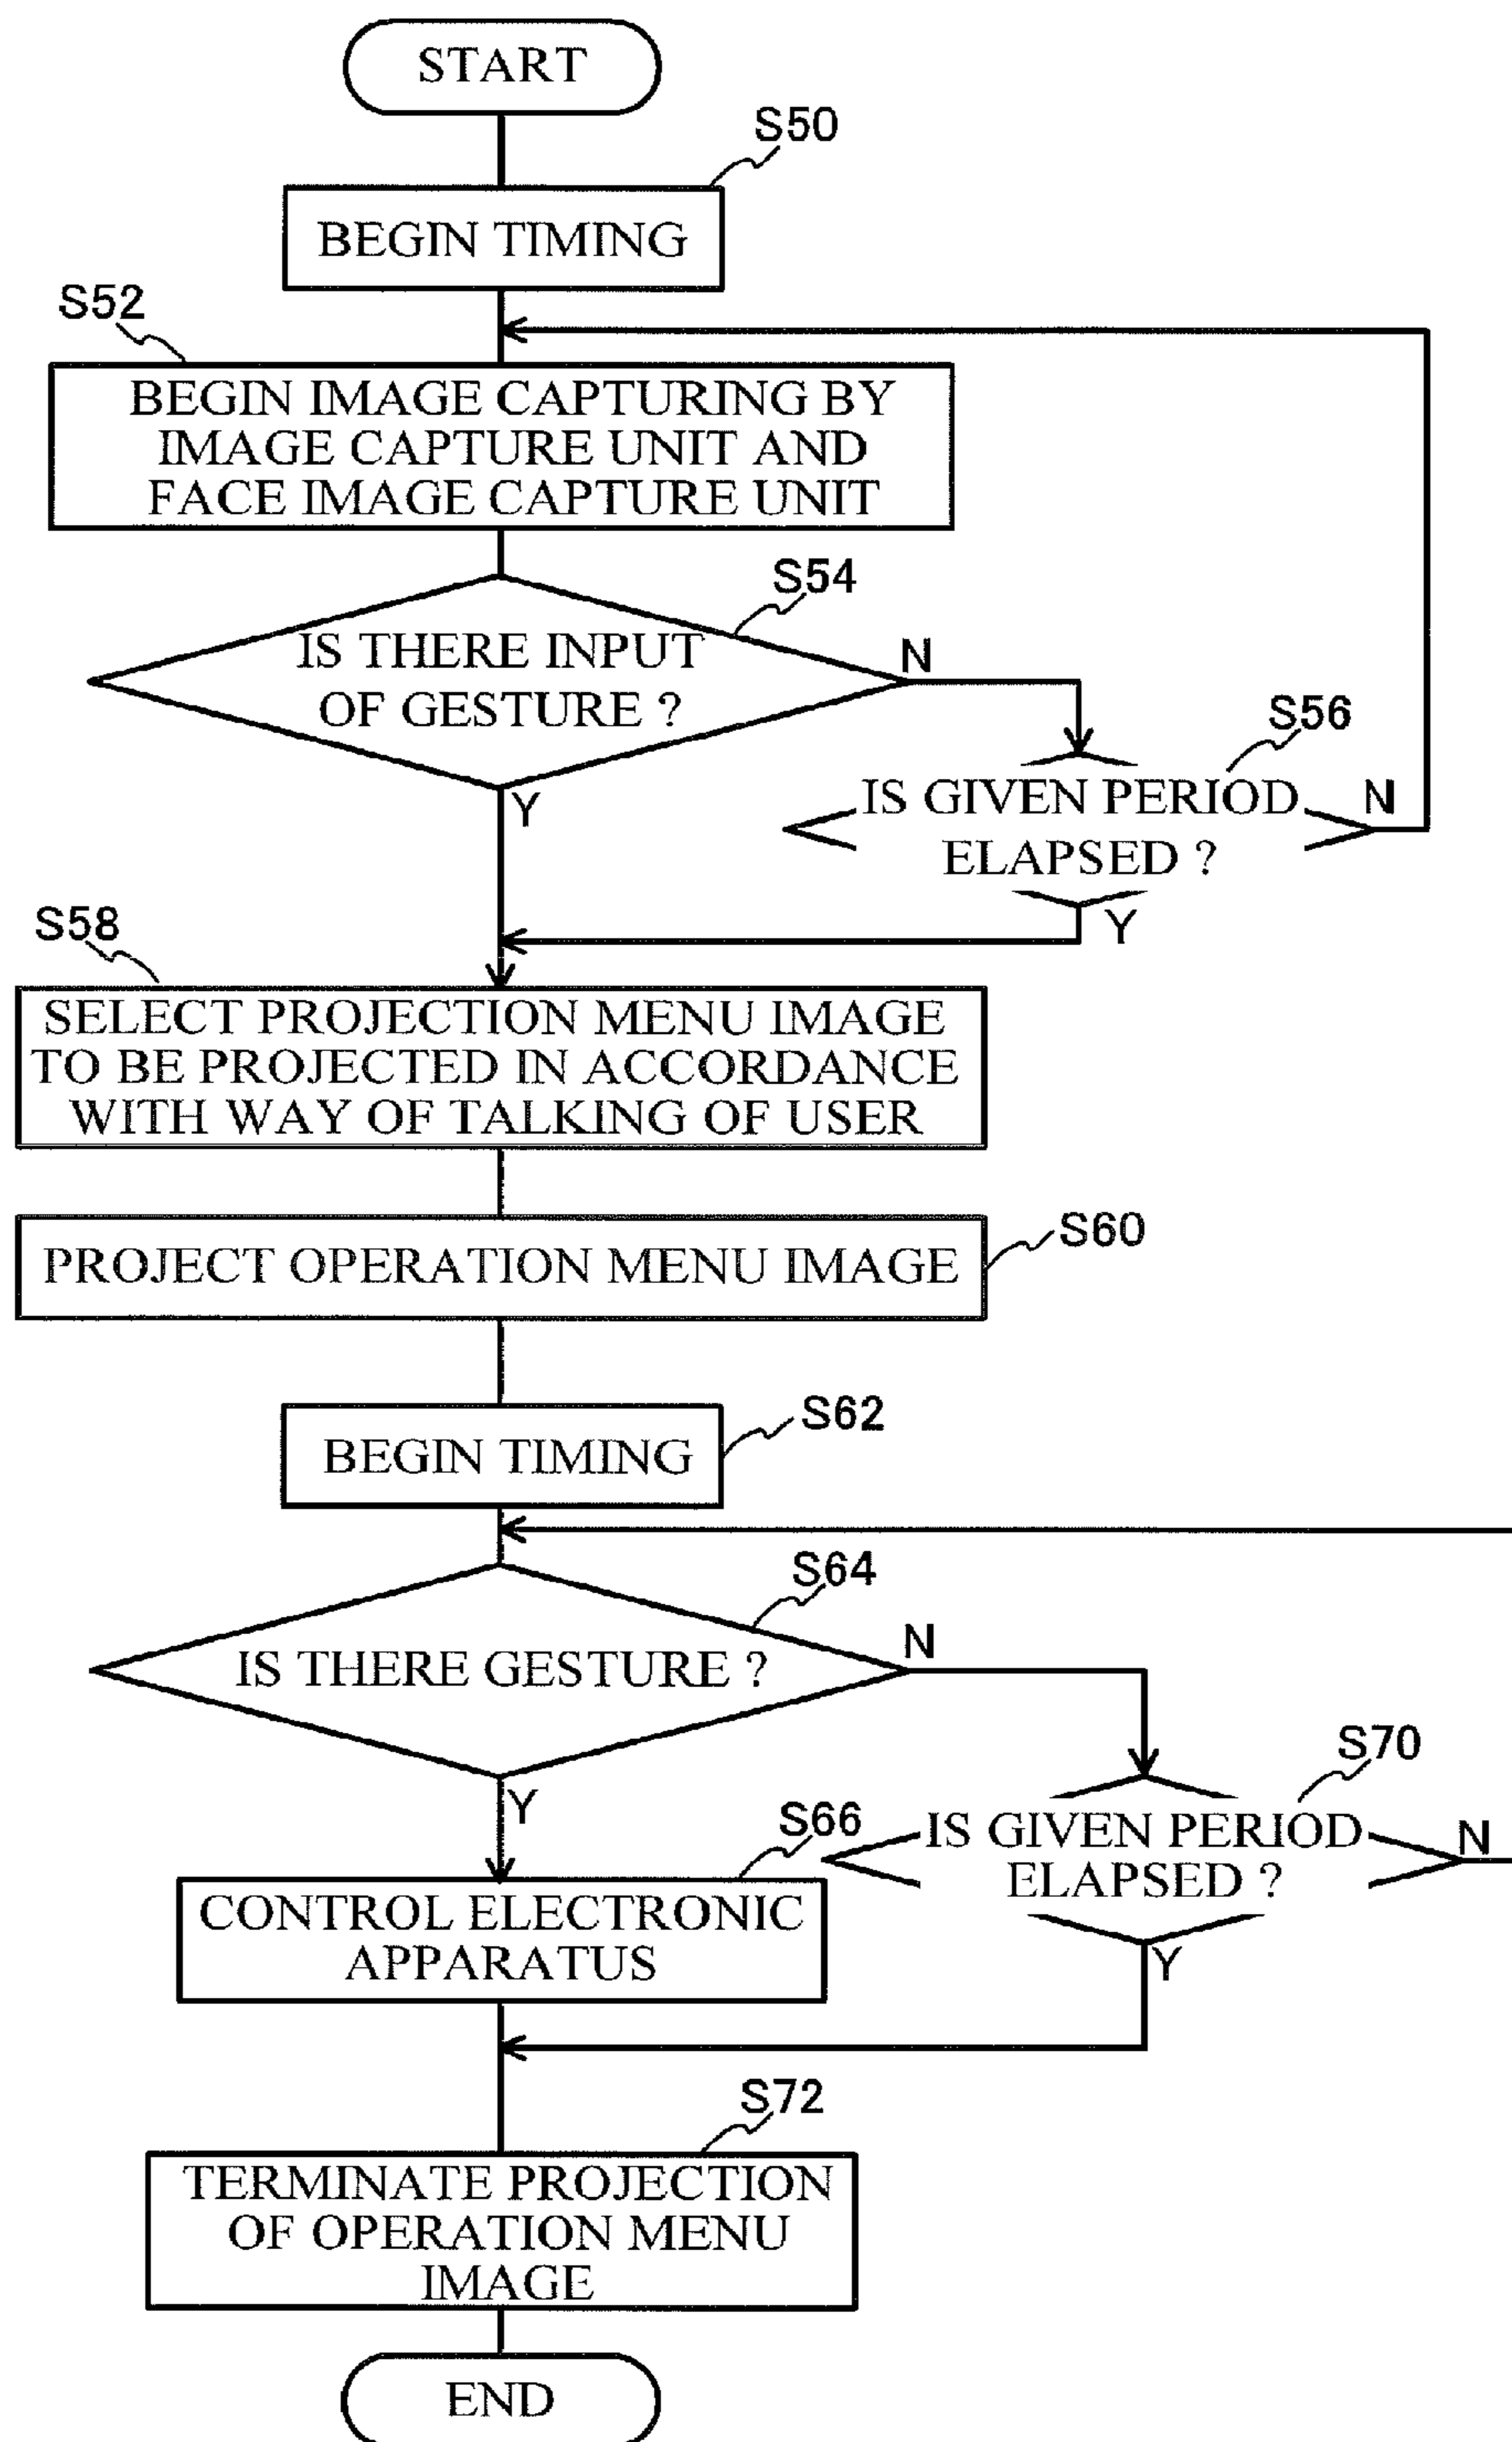 START
S50
BEGIN TIMING
S52
BEGIN IMAGE CAPTURING BY
IMAGE CAPTURE UNIT AND
FACE IMAGE CAPTURE UNIT
S54
IS THERE INPUT
OF GESTURE ?
N
Y
S56
IS GIVEN PERIOD
ELAPSED ?
N
Y
S58
SELECT PROJECTION MENU IMAGE
TO BE PROJECTED IN ACCORDANCE
WITH WAY OF TALKING OF USER
S60
PROJECT OPERATION MENU IMAGE
S62
BEGIN TIMING
S64
IS THERE GESTURE ?
N
Y
S70
IS GIVEN PERIOD
ELAPSED ?
N
Y
S66
CONTROL ELECTRONIC
APPARATUS
S72
TERMINATE PROJECTION
OF OPERATION MENU
IMAGE
END